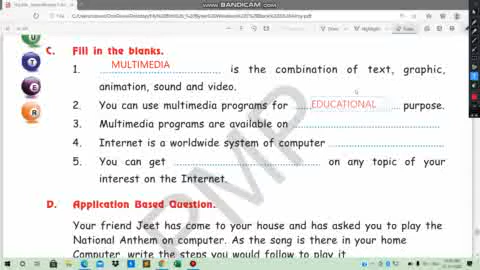 WWW.BANDICAM.COM
C. Fill in the blanks.
1. MULTIMEDIA is the combination of text, graphic,
animation, sound and video.
2. You can use multimedia programs for EDUCATIONAL purpose.
3. Multimedia programs are available on
4. Internet is a worldwide system of computer
5. You can get on any topic of your
interest on the Internet.
D. Application Based Question.
Your friend Jeet has come to your house and has asked you to play the
National Anthem on computer. As the song is there in your home
Computer, write the steps you would follow to play it.
U
T
E
R
PMP